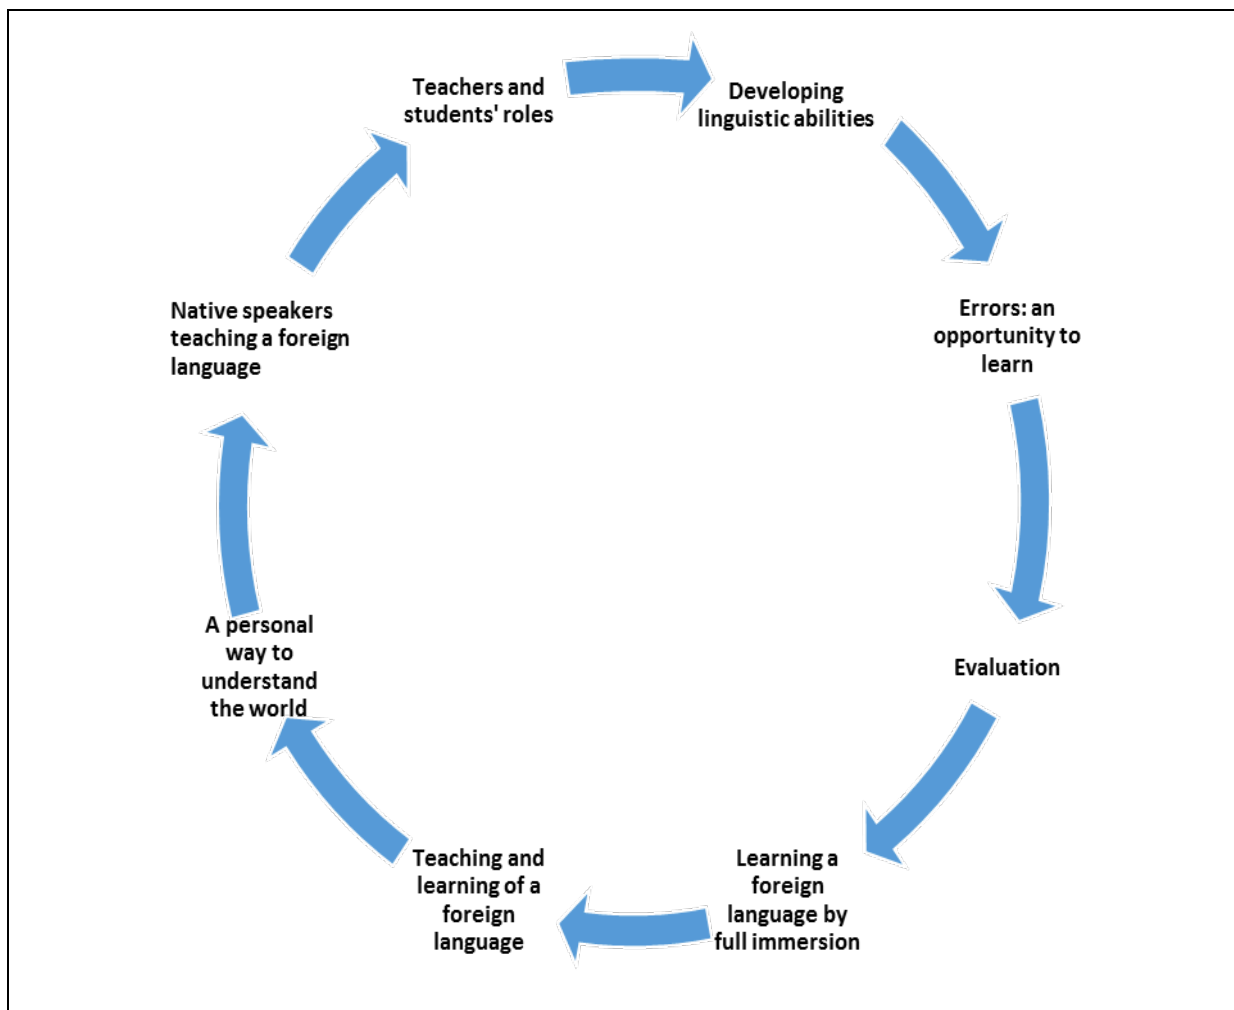 Teachers and
students' roles
Developing
linguistic abilities
Errors: an
opportunity to
learn
Evaluation
Learning a
foreign
language by
full immersion
Teaching and
learning of a
foreign
language
A personal
way to
understand
the world
Native speakers
teaching a foreign
language